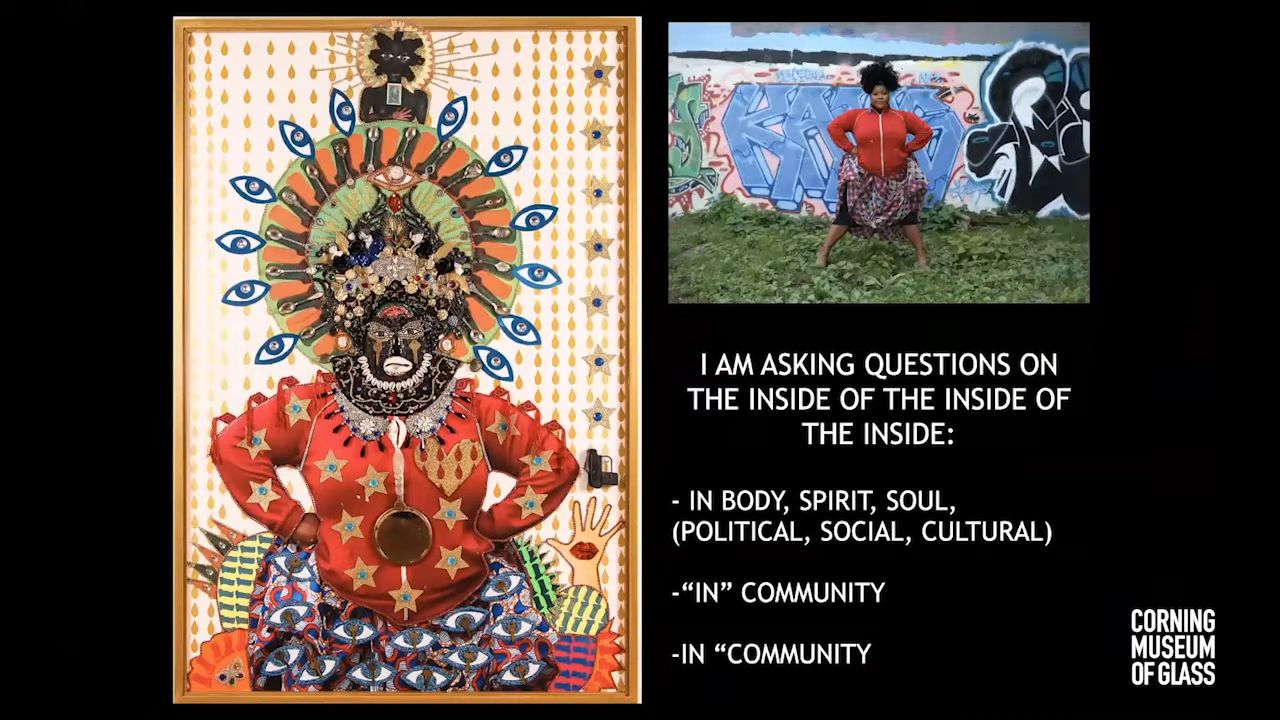 KAOS
I AM ASKING QUESTIONS ON
THE INSIDE OF THE INSIDE OF
THE INSIDE:
- IN BODY, SPIRIT, SOUL,
(POLITICAL, SOCIAL, CULTURAL)
-“IN” COMMUNITY
-IN “COMMUNITY
CORNING
MUSEUM
OF GLASS